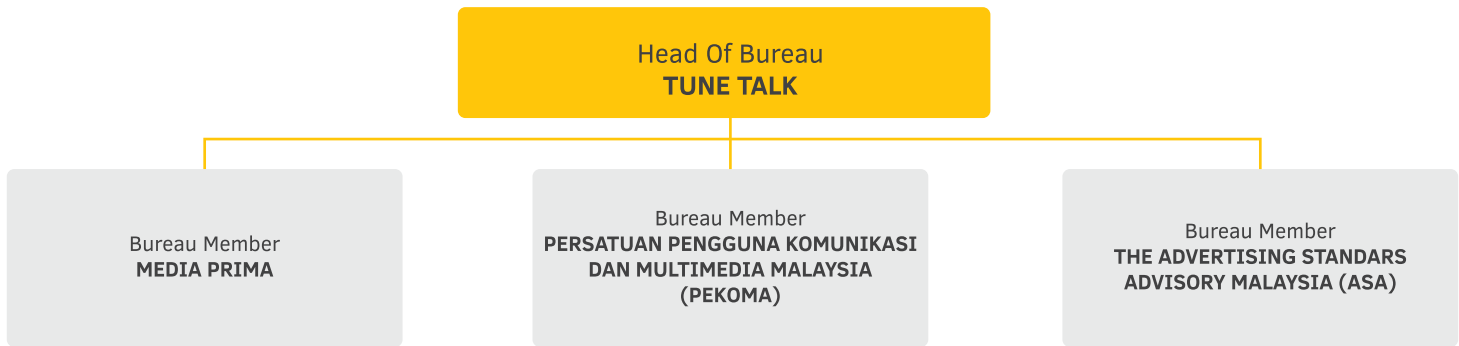 Head Of Bureau
TUNE TALK
Bureau Member
MEDIA PRIMA
Bureau Member
PERSATUAN PENGGUNA KOMUNIKASI
DAN MULTIMEDIA MALAYSIA
(PEKOMA)
Bureau Member
THE ADVERTISING STANDARS
ADVISORY MALAYSIA (ASA)